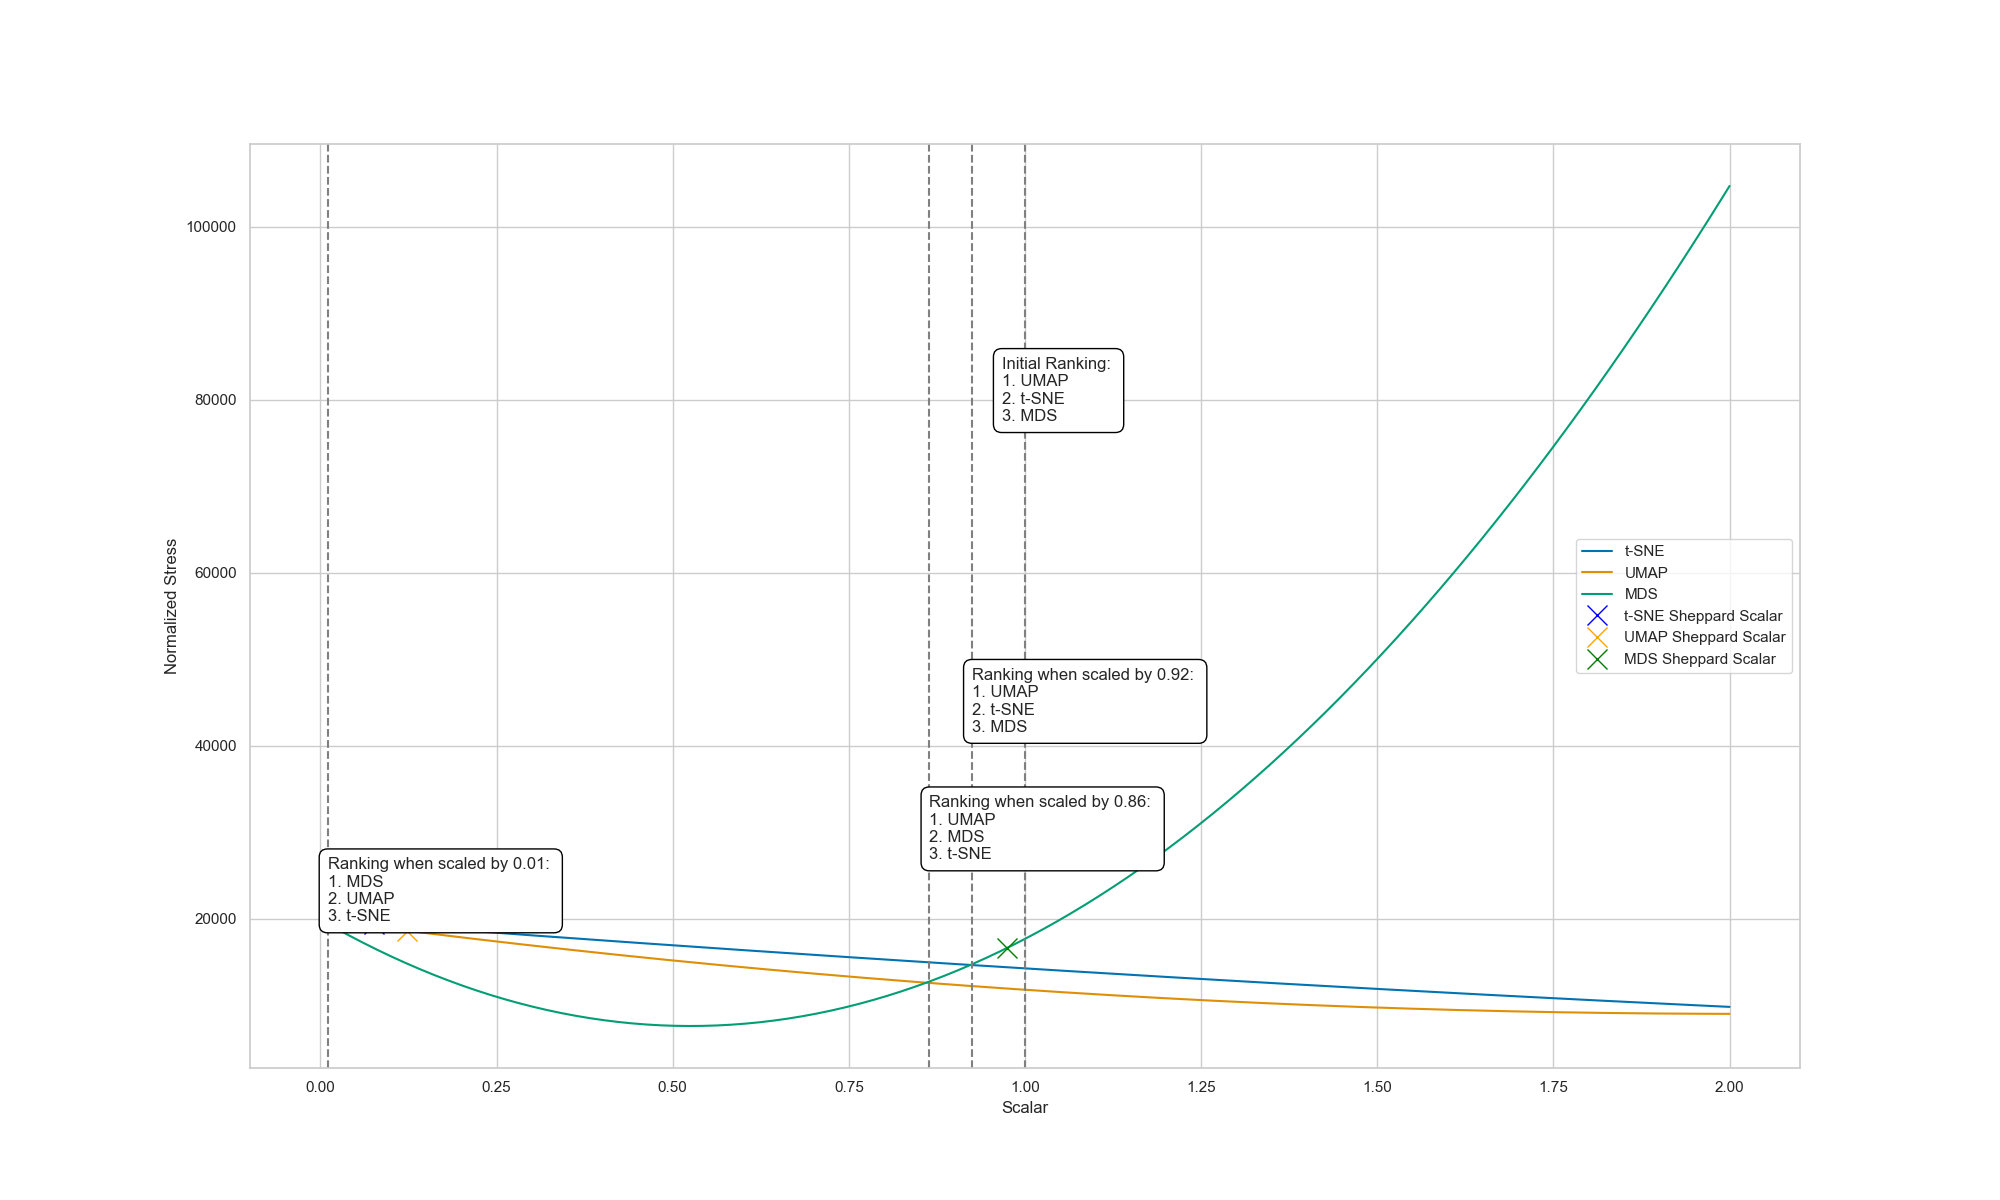 100000
80000
60000
40000
20000
Normalized Stress
Initial Ranking:
1. UMAP
2. t-SNE
3. MDS
t-SNE
UMAP
MDS
t-SNE Sheppard Scalar
UMAP Sheppard Scalar
MDS Sheppard Scalar
Ranking when scaled by 0.92:
1. UMAP
2. t-SNE
3. MDS
Ranking when scaled by 0.86:
1. UMAP
2. MDS
3. t-SNE
Ranking when scaled by 0.01:
1. MDS
2. UMAP
3. t-SNE
0.00 0.25 0.50 0.75 1.00 1.25 1.50 1.75 2.00
Scalar